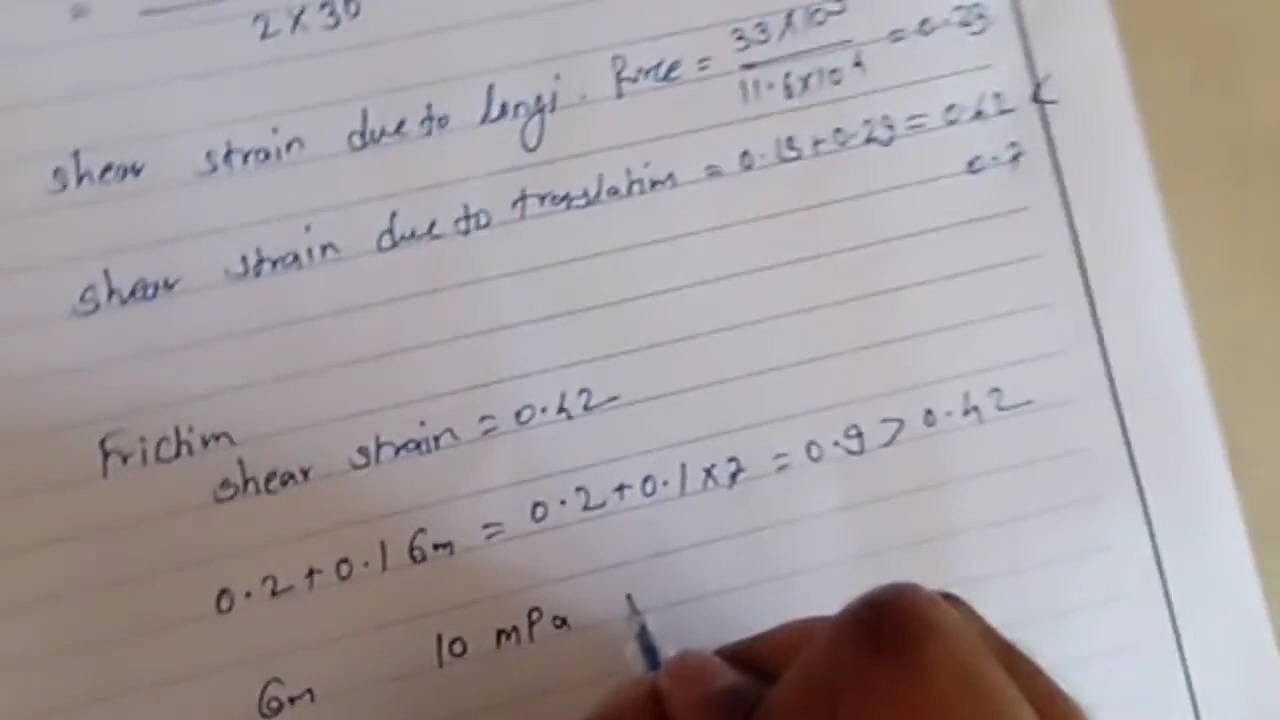 = 2 x 30
shear strain due to longi. Force = 33 x 10³ / 11.6 x 10⁴ = 0.29
shear strain due to translation = 0.13 + 0.29 = 0.42 <
0.7
Friction
shear strain = 0.42
0.2 + 0.1 6m = 0.2 + 0.1 x 7 = 0.9 > 0.42
10 mPa
6m